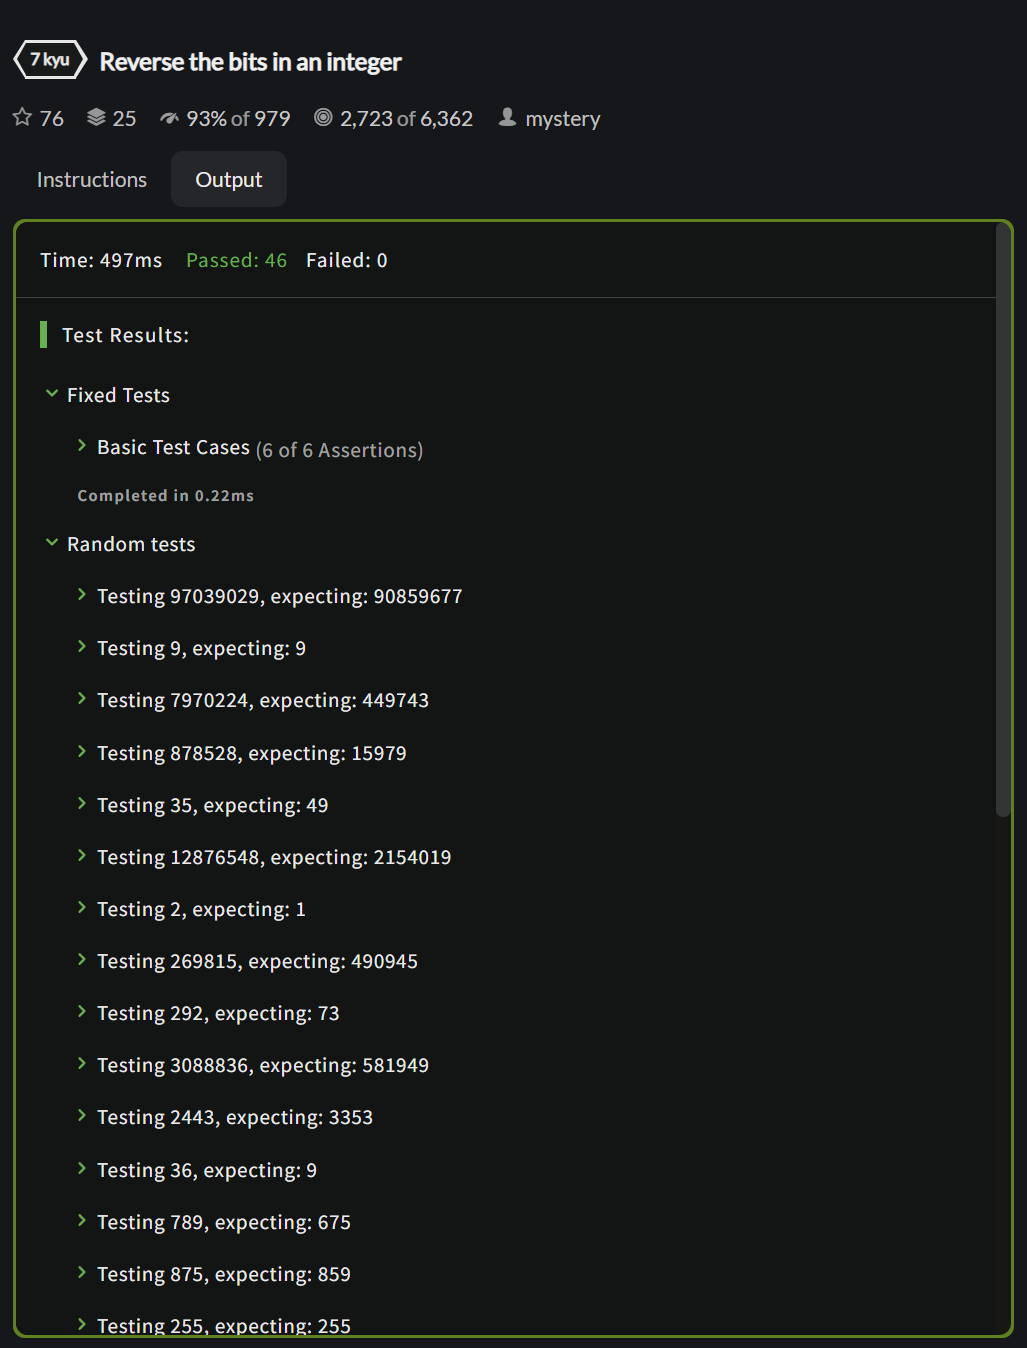 7 kyu Reverse the bits in an integer
76 25 93% of 979 2,723 of 6,362 mystery
Instructions Output
Time: 497ms Passed: 46 Failed: 0
Test Results:
Fixed Tests
Basic Test Cases (6 of 6 Assertions)
Completed in 0.22ms
Random tests
Testing 97039029, expecting: 90859677
Testing 9, expecting: 9
Testing 7970224, expecting: 449743
Testing 878528, expecting: 15979
Testing 35, expecting: 49
Testing 12876548, expecting: 2154019
Testing 2, expecting: 1
Testing 269815, expecting: 490945
Testing 292, expecting: 73
Testing 3088836, expecting: 581949
Testing 2443, expecting: 3353
Testing 36, expecting: 9
Testing 789, expecting: 675
Testing 875, expecting: 859
Testing 255, expecting: 255